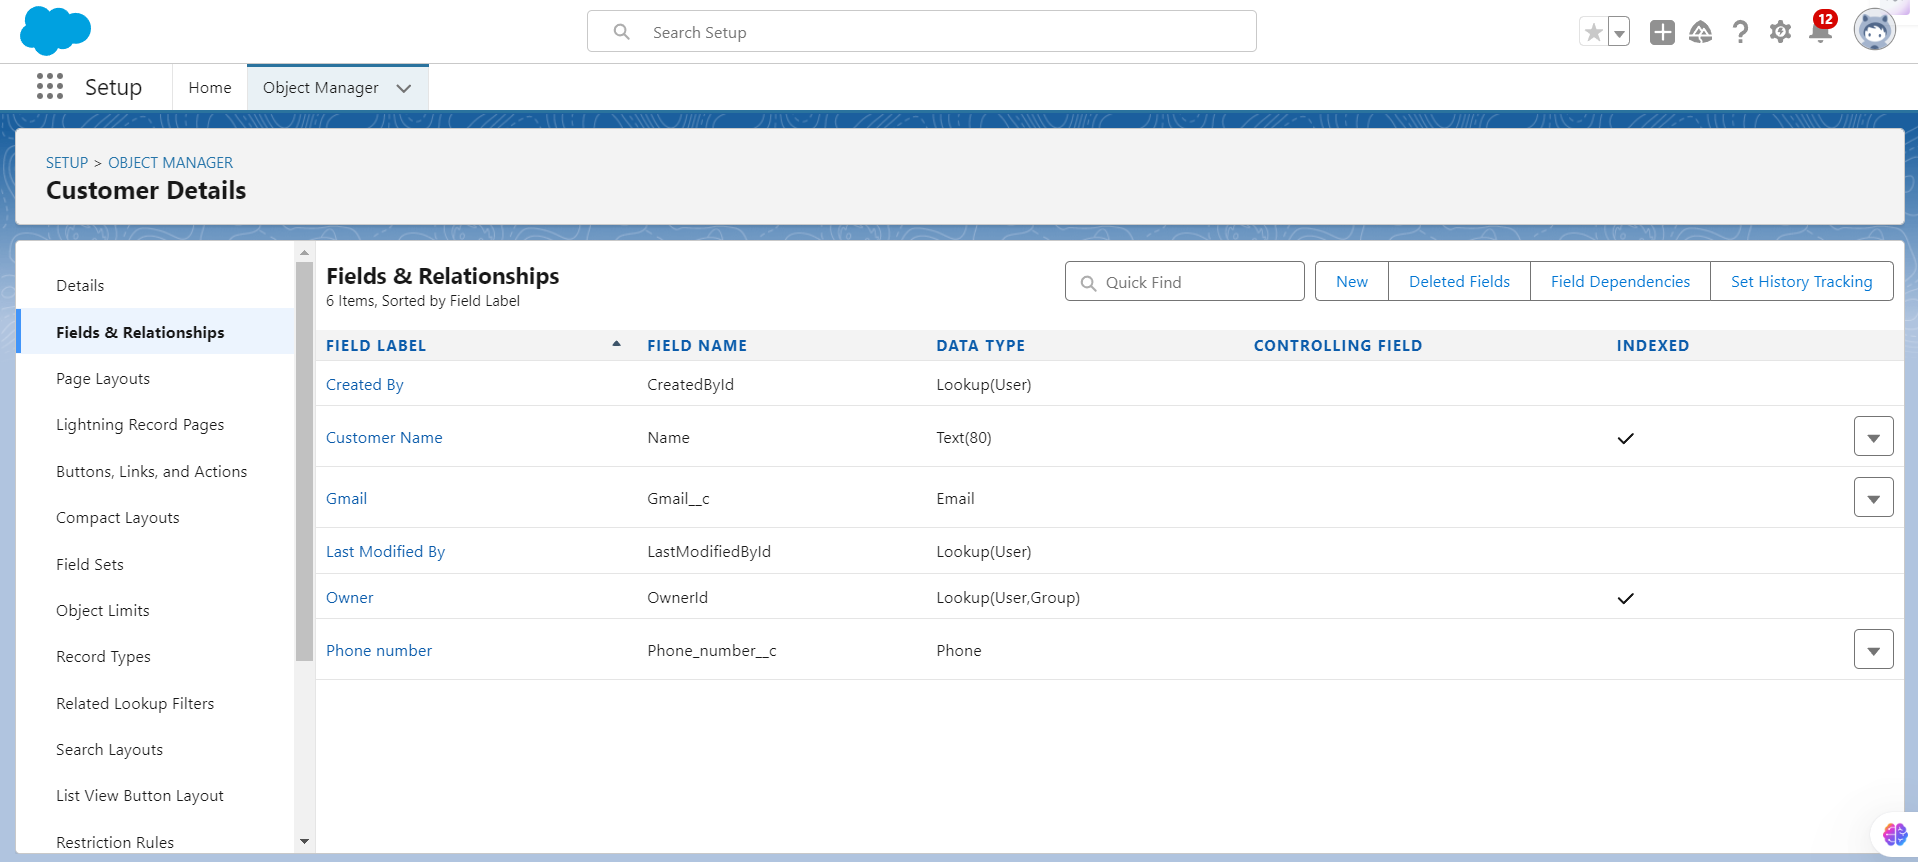 Search Setup
12
Setup
Home
Object Manager
SETUP > OBJECT MANAGER
Customer Details
Details
Fields & Relationships
Page Layouts
Lightning Record Pages
Buttons, Links, and Actions
Compact Layouts
Field Sets
Object Limits
Record Types
Related Lookup Filters
Search Layouts
List View Button Layout
Restriction Rules
Fields & Relationships
6 Items, Sorted by Field Label
Quick Find
New
Deleted Fields
Field Dependencies
Set History Tracking
FIELD LABEL FIELD NAME DATA TYPE CONTROLLING FIELD INDEXED
Created By CreatedById Lookup(User)
Customer Name Name Text(80)
Gmail Gmail__c Email
Last Modified By LastModifiedById Lookup(User)
Owner OwnerId Lookup(User,Group)
Phone number Phone_number__c Phone